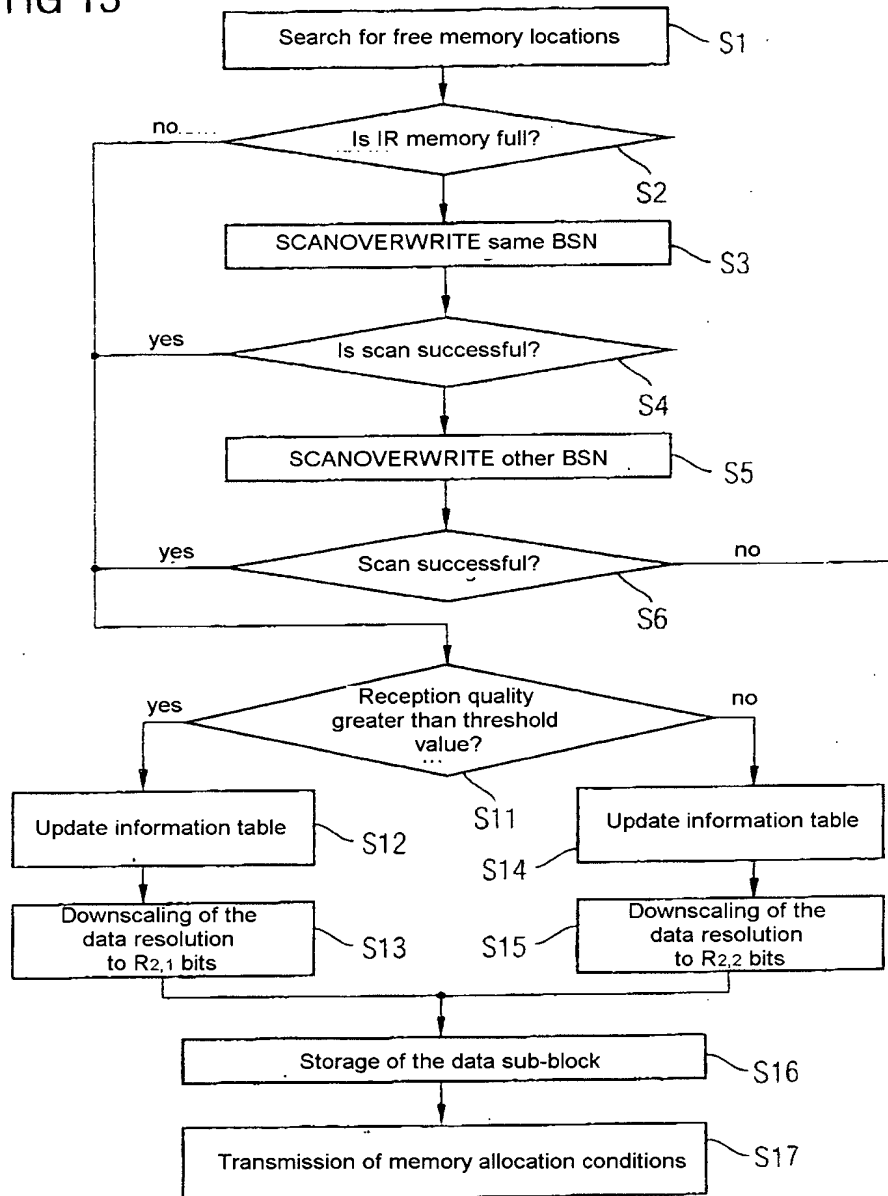 FIG 13
Search for free memory locations
S1
no
Is IR memory full?
S2
SCANOVERWRITE same BSN
S3
yes
Is scan successful?
S4
SCANOVERWRITE other BSN
S5
yes
Scan successful?
no
S6
yes
Reception quality
greater than threshold
value?
no
S11
Update information table
S12
Update information table
S14
Downscaling of the
data resolution
to R2,1 bits
S13
Downscaling of the
data resolution
to R2,2 bits
S15
Storage of the data sub-block
S16
Transmission of memory allocation conditions
S17